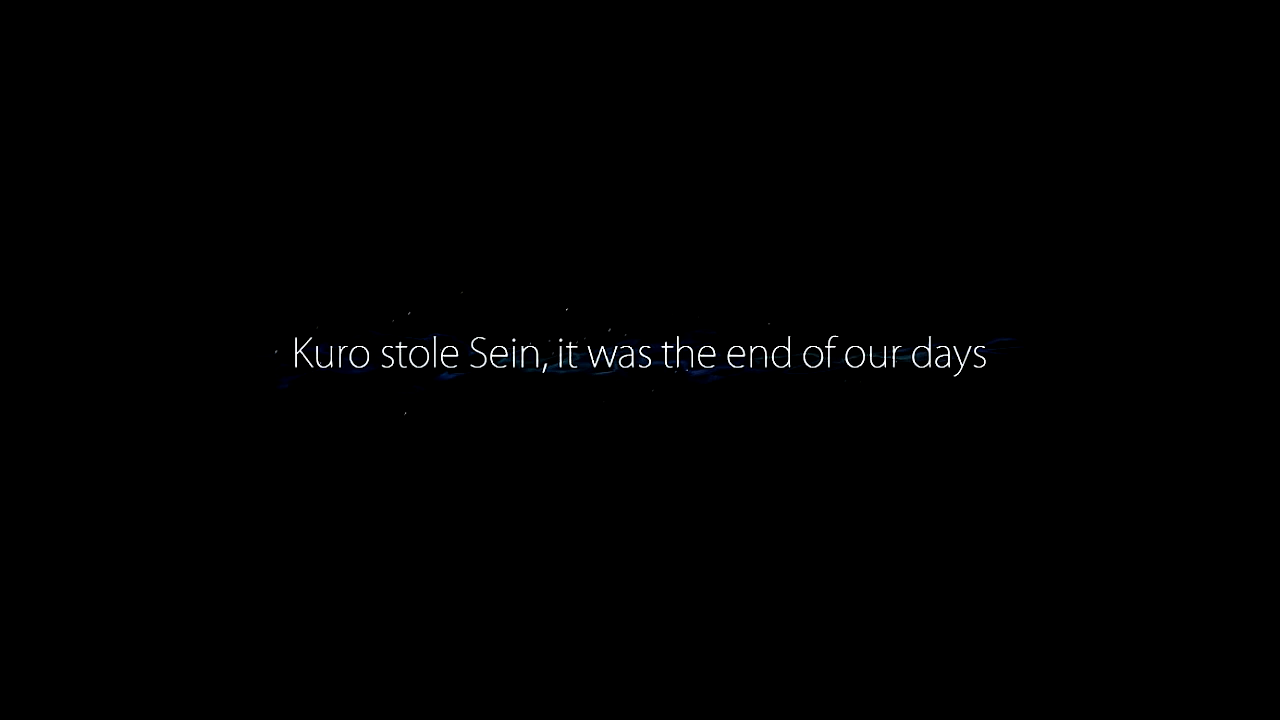 Kuro stole Sein, it was the end of our days